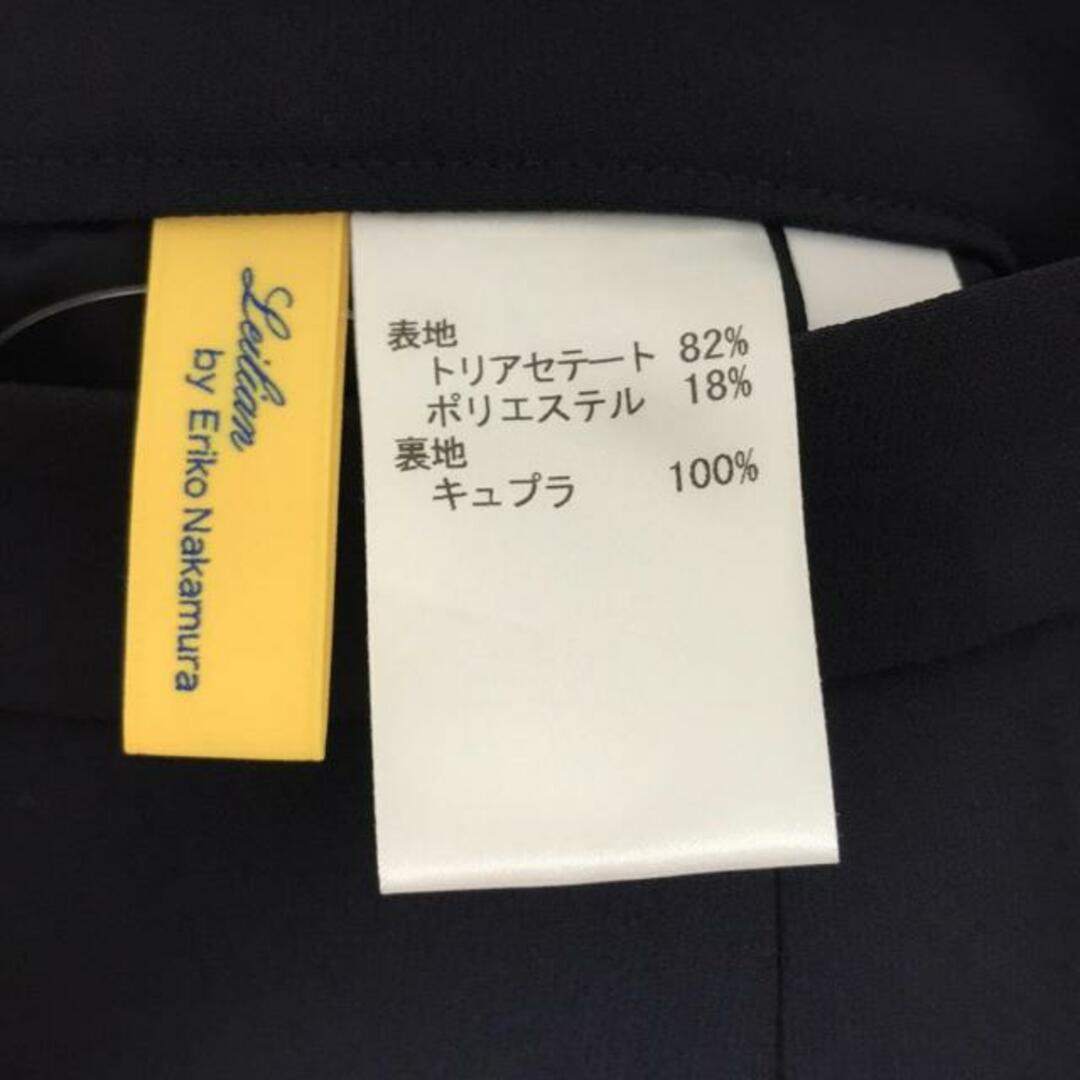 Leilian
by Eriko Nakamura
表地
トリアセテート 82%
ポリエステル 18%
裏地
キュプラ 100%